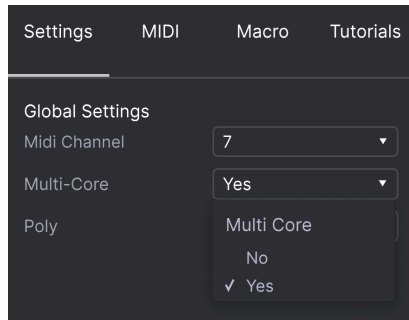 Settings MIDI Macro Tutorials
Global Settings
Midi Channel 7
Multi-Core Yes
Poly
Multi Core
No
✓ Yes